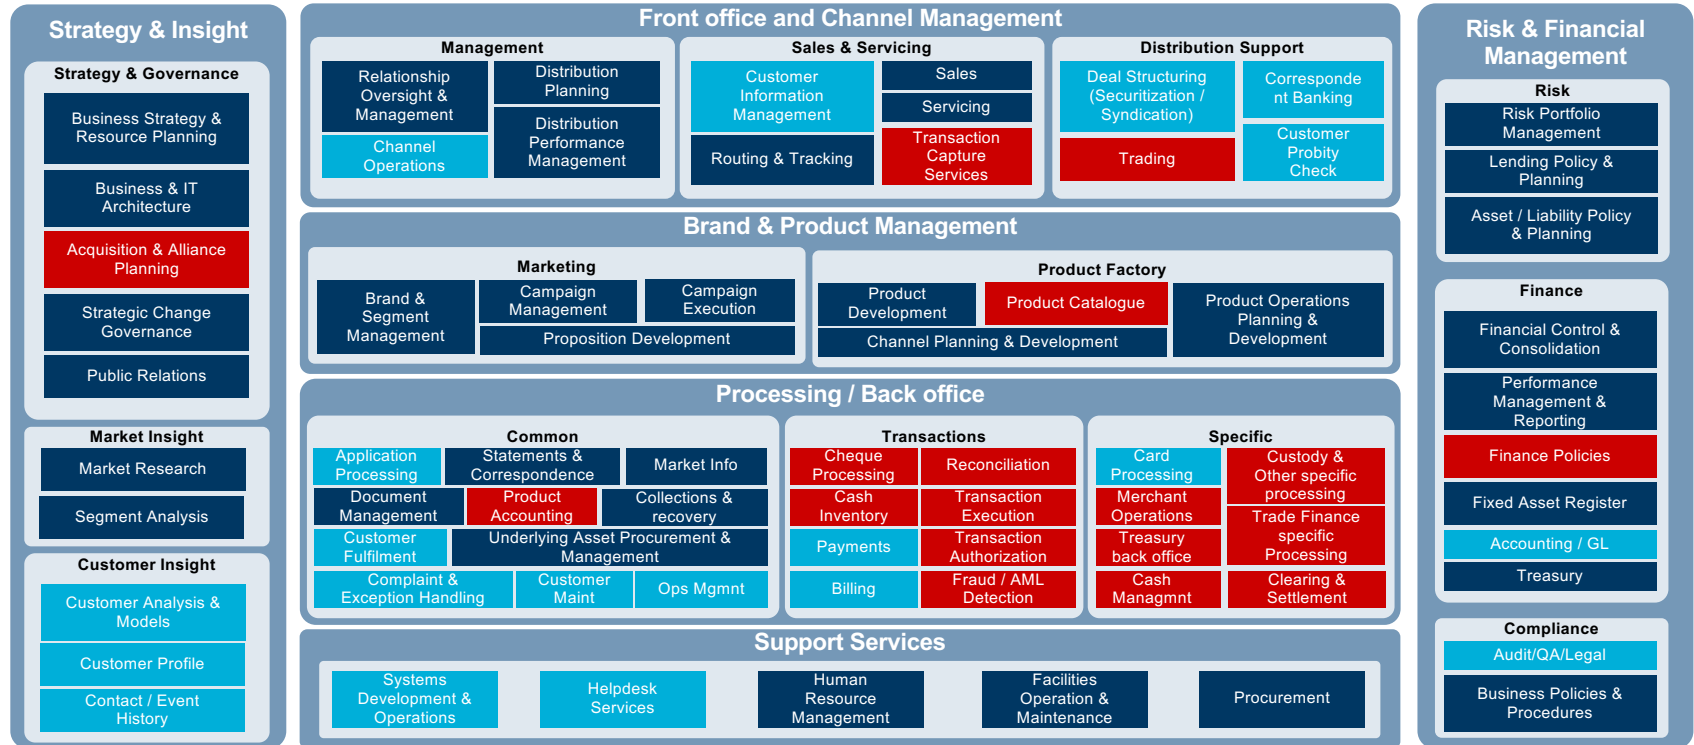 Strategy & Insight
Strategy & Governance
Business Strategy &
Resource Planning
Business & IT
Architecture
Acquisition & Alliance
Planning
Strategic Change
Governance
Public Relations
Market Insight
Market Research
Segment Analysis
Customer Insight
Customer Analysis &
Models
Customer Profile
Contact / Event
History
Front office and Channel Management
Management
Relationship
Oversight &
Management
Distribution
Planning
Channel
Operations
Distribution
Performance
Management
Sales & Servicing
Customer
Information
Management
Sales
Servicing
Routing & Tracking
Transaction
Capture
Services
Distribution Support
Deal Structuring
(Securitization /
Syndication)
Corresponde
nt Banking
Trading
Customer
Probity
Check
Brand & Product Management
Marketing
Brand &
Segment
Management
Campaign
Management
Campaign
Execution
Proposition Development
Product Factory
Product
Development
Product Catalogue
Channel Planning & Development
Product Operations
Planning &
Development
Processing / Back office
Common
Application
Processing
Statements &
Correspondence
Market Info
Document
Management
Product
Accounting
Collections &
recovery
Customer
Fulfilment
Underlying Asset Procurement &
Management
Complaint &
Exception Handling
Customer
Maint
Ops Mgmnt
Transactions
Cheque
Processing
Reconciliation
Cash
Inventory
Transaction
Execution
Payments
Transaction
Authorization
Billing
Fraud / AML
Detection
Specific
Card
Processing
Custody &
Other specific
processing
Merchant
Operations
Trade Finance
specific
Processing
Treasury
back office
Cash
Managmnt
Clearing &
Settlement
Support Services
Systems
Development &
Operations
Helpdesk
Services
Human
Resource
Management
Facilities
Operation &
Maintenance
Procurement
Risk & Financial
Management
Risk
Risk Portfolio
Management
Lending Policy &
Planning
Asset / Liability Policy
& Planning
Finance
Financial Control &
Consolidation
Performance
Management &
Reporting
Finance Policies
Fixed Asset Register
Accounting / GL
Treasury
Compliance
Audit/QA/Legal
Business Policies &
Procedures